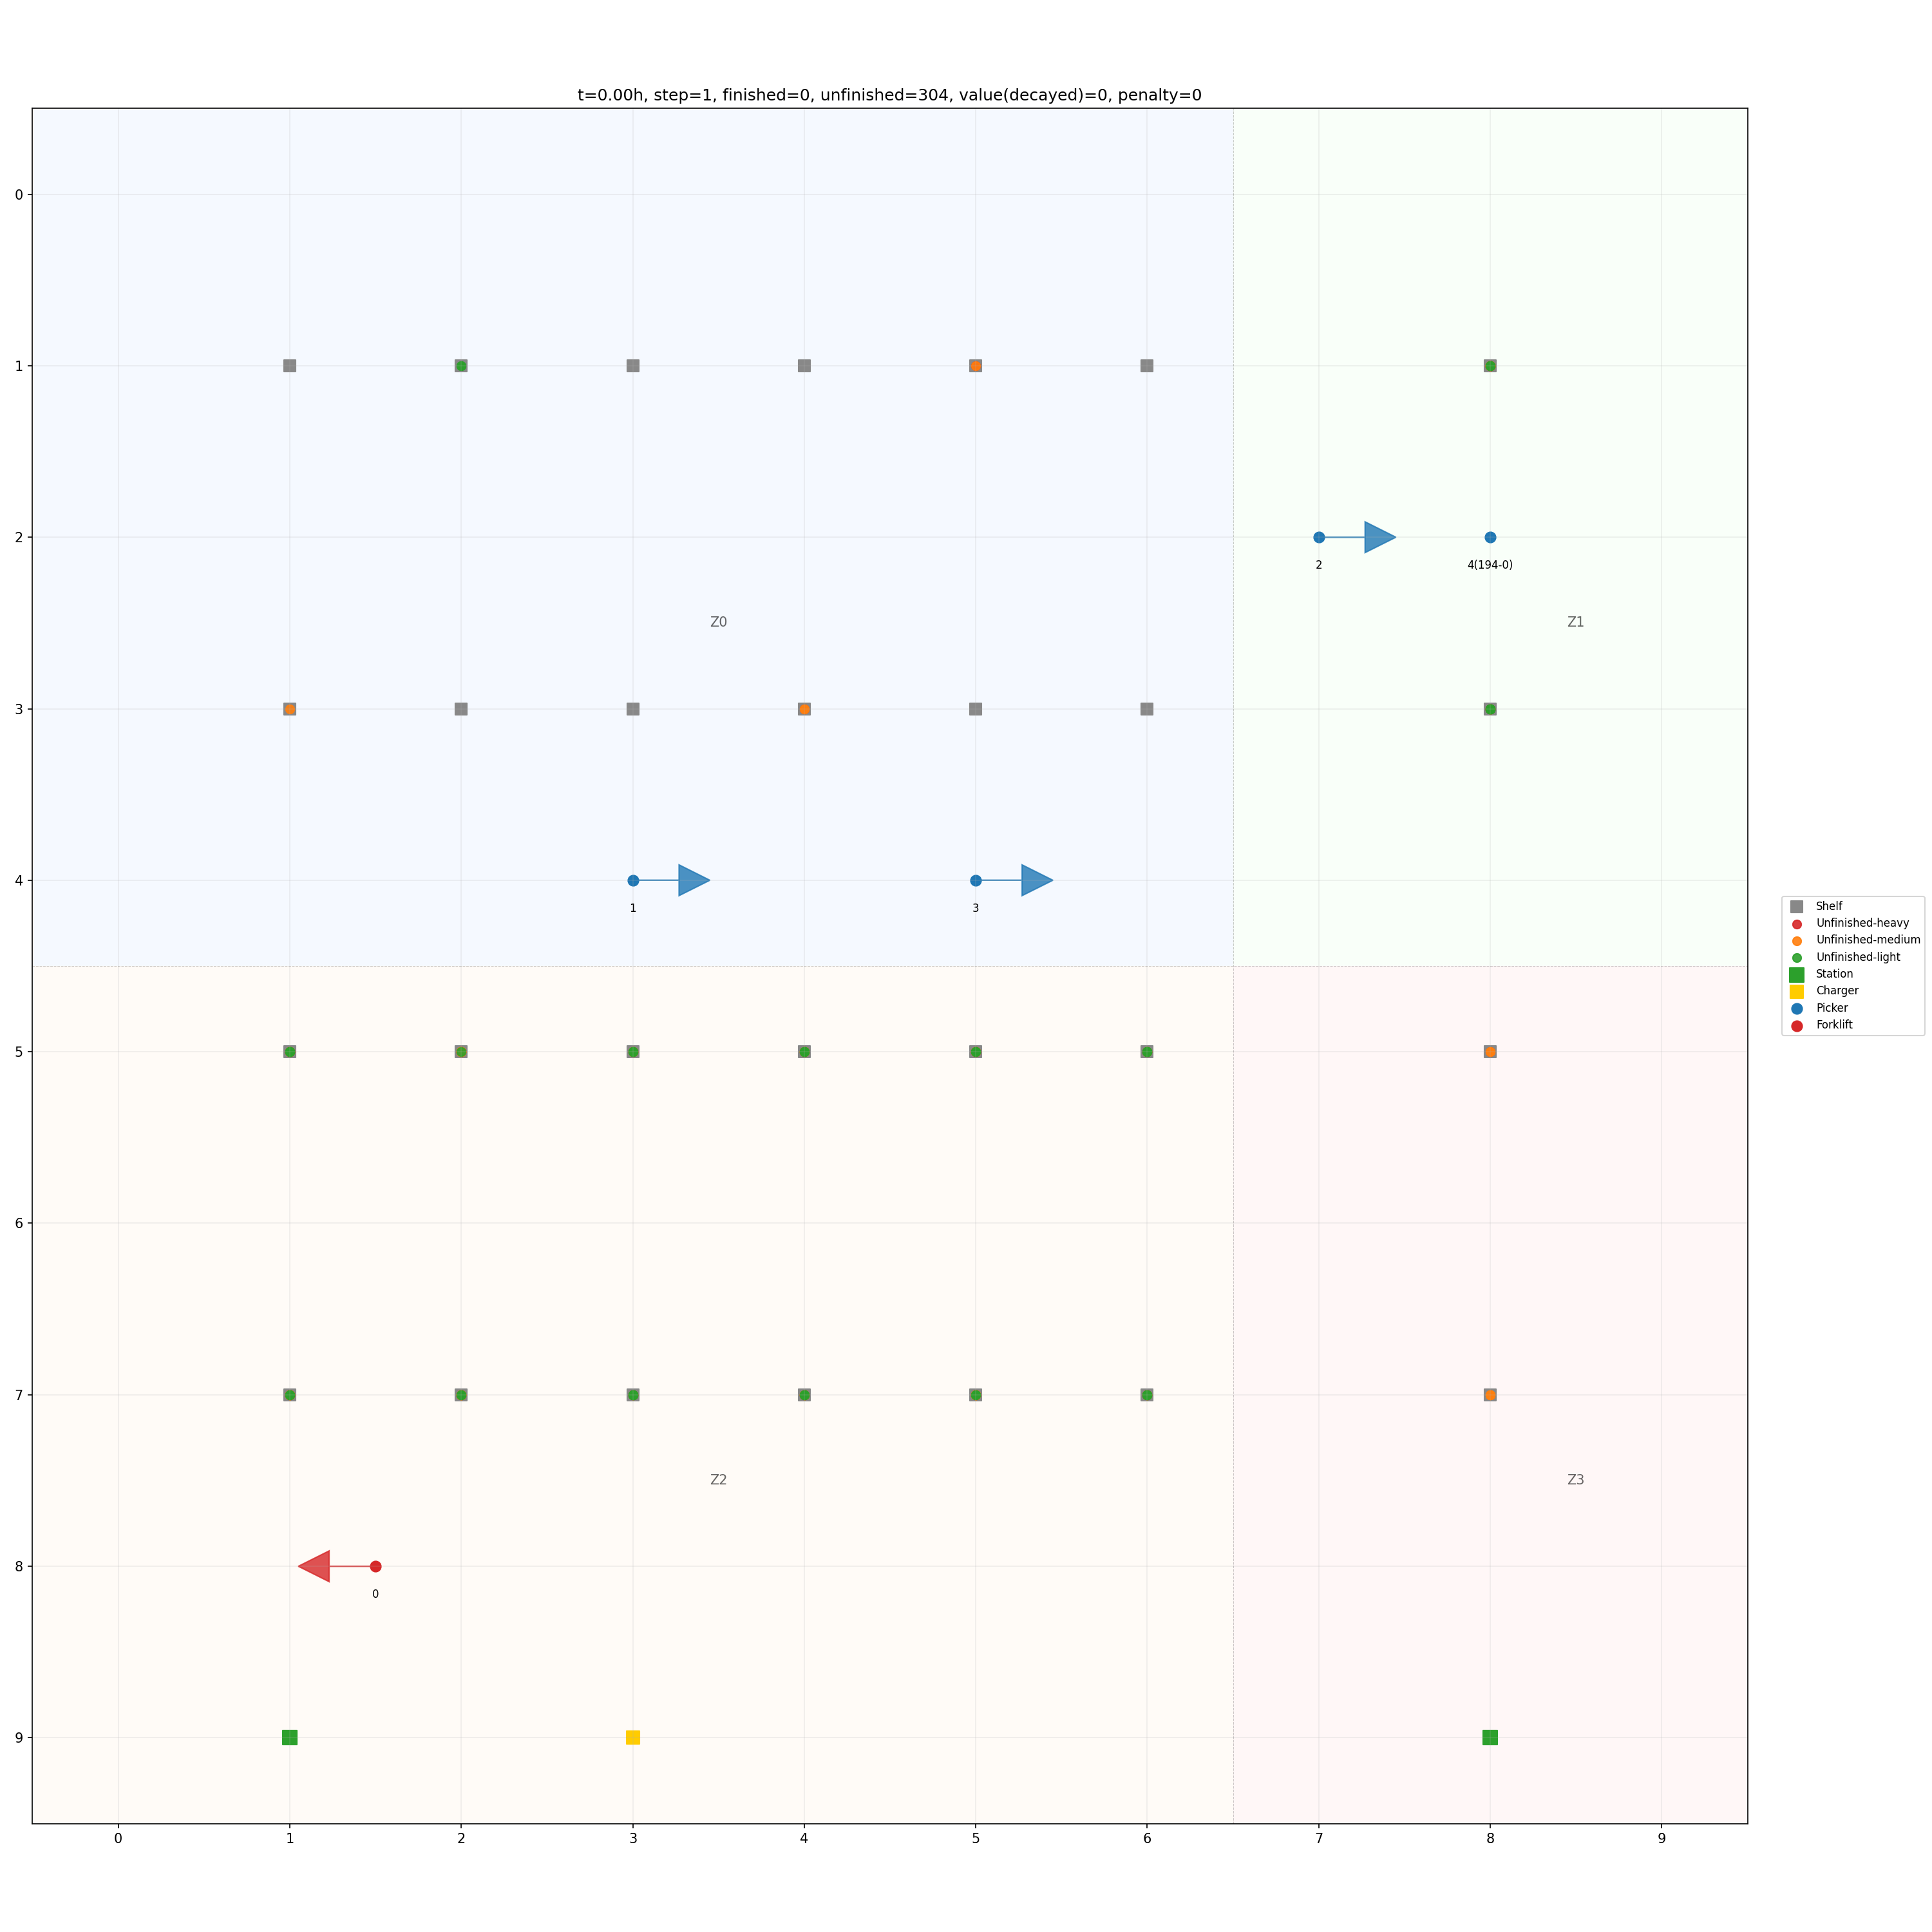 t=0.00h, step=1, finished=0, unfinished=304, value(decayed)=0, penalty=0
0
1
2
2
4(194-0)
Z0
Z1
3
4
1
3
Shelf
Unfinished-heavy
Unfinished-medium
Unfinished-light
Station
Charger
Picker
Forklift
5
6
7
Z2
Z3
8
0
9
0 1 2 3 4 5 6 7 8 9